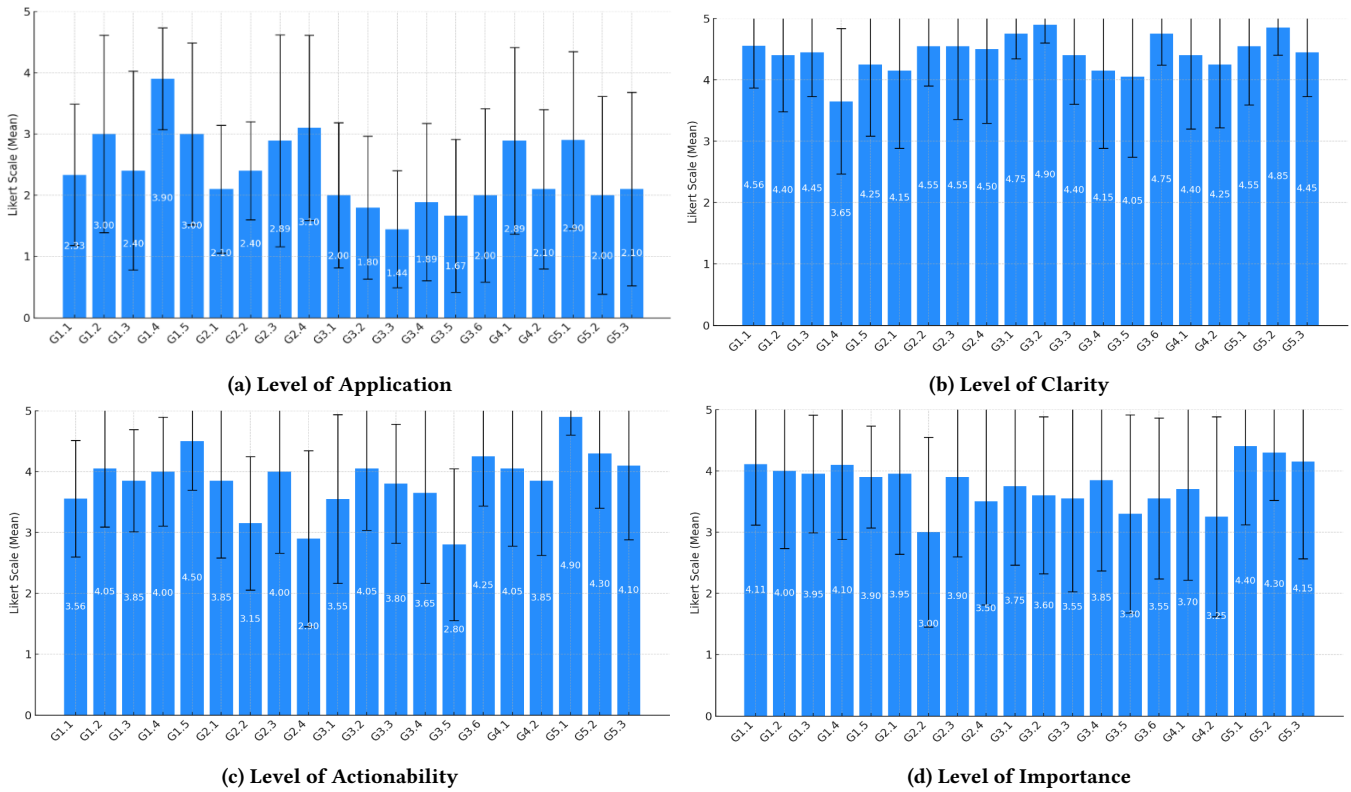 5
4
3
2
1
0
Likert Scale (Mean)
2.33
3.00
2.40
3.90
3.00
2.10
2.40
2.89
3.10
2.00
1.80
1.44
1.89
1.67
2.00
2.89
2.10
2.90
2.00
2.10
G1.1
G1.2
G1.3
G1.4
G1.5
G2.1
G2.2
G2.3
G2.4
G3.1
G3.2
G3.3
G3.4
G3.5
G3.6
G4.1
G4.2
G5.1
G5.2
G5.3
(a) Level of Application
5
4
3
2
1
0
Likert Scale (Mean)
4.56
4.40
4.45
3.65
4.25
4.15
4.55
4.55
4.50
4.75
4.90
4.40
4.15
4.05
4.75
4.40
4.25
4.55
4.85
4.45
G1.1
G1.2
G1.3
G1.4
G1.5
G2.1
G2.2
G2.3
G2.4
G3.1
G3.2
G3.3
G3.4
G3.5
G3.6
G4.1
G4.2
G5.1
G5.2
G5.3
(b) Level of Clarity
5
4
3
2
1
0
Likert Scale (Mean)
3.56
4.05
3.85
4.00
4.50
3.85
3.15
4.00
2.90
3.55
4.05
3.80
3.65
2.80
4.25
4.05
3.85
4.90
4.30
4.10
G1.1
G1.2
G1.3
G1.4
G1.5
G2.1
G2.2
G2.3
G2.4
G3.1
G3.2
G3.3
G3.4
G3.5
G3.6
G4.1
G4.2
G5.1
G5.2
G5.3
(c) Level of Actionability
5
4
3
2
1
0
Likert Scale (Mean)
4.11
4.00
3.95
4.10
3.90
3.95
3.00
3.90
3.50
3.75
3.60
3.55
3.85
3.30
3.55
3.70
3.25
4.40
4.30
4.15
G1.1
G1.2
G1.3
G1.4
G1.5
G2.1
G2.2
G2.3
G2.4
G3.1
G3.2
G3.3
G3.4
G3.5
G3.6
G4.1
G4.2
G5.1
G5.2
G5.3
(d) Level of Importance